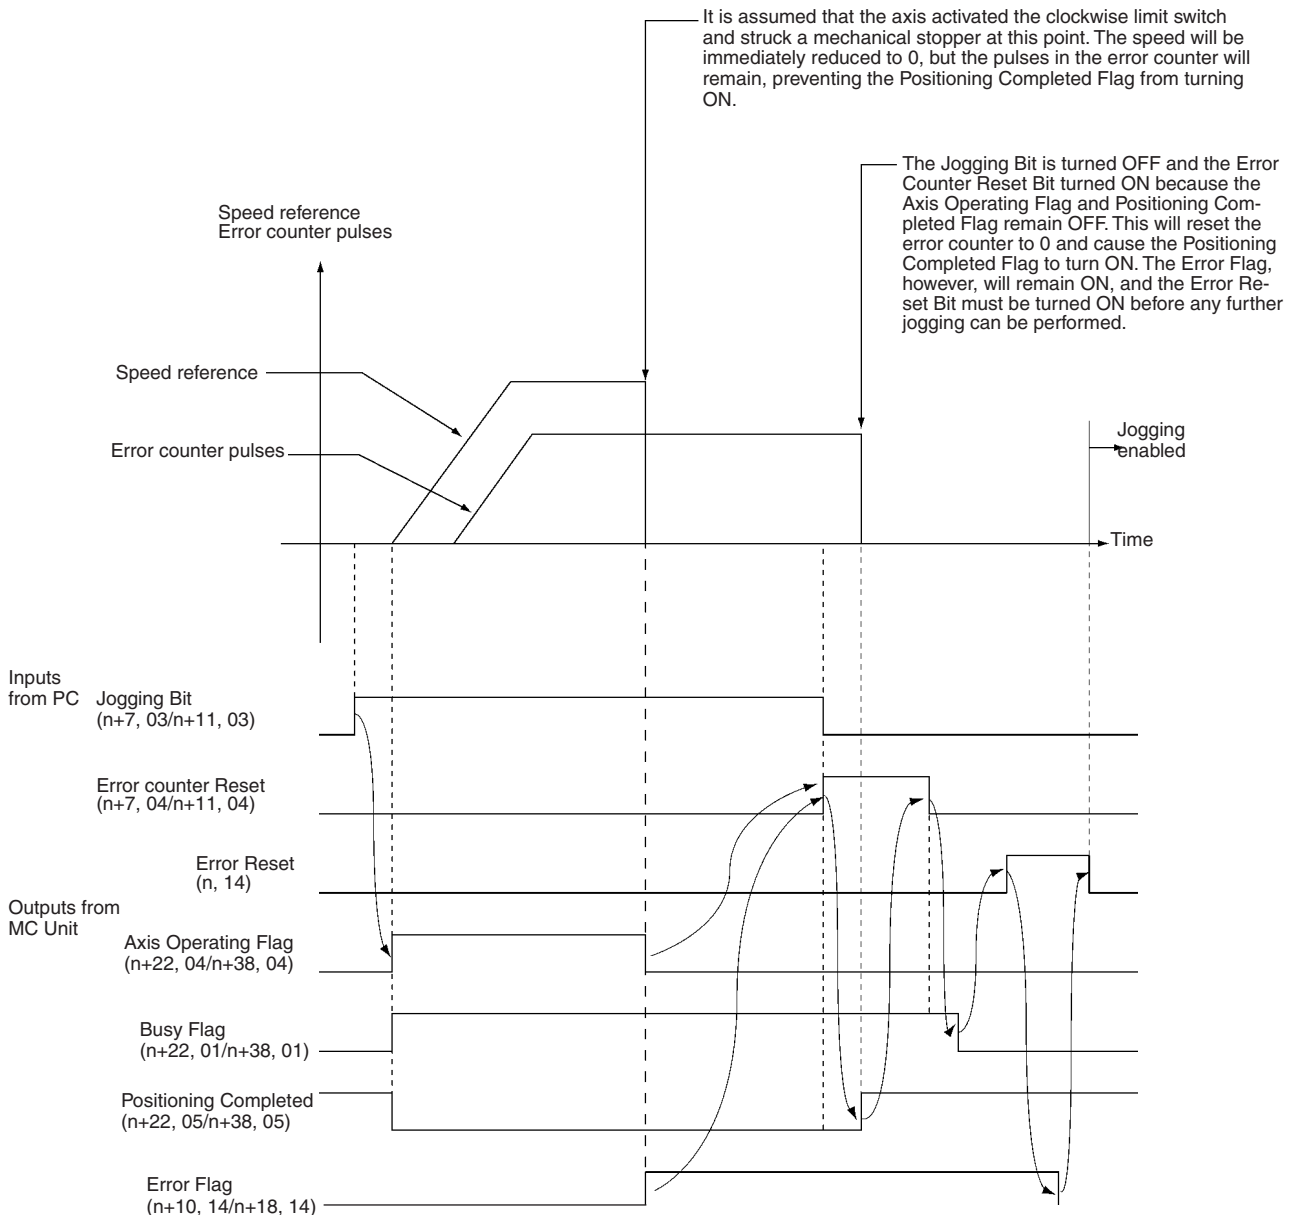 It is assumed that the axis activated the clockwise limit switch
and struck a mechanical stopper at this point. The speed will be
immediately reduced to 0, but the pulses in the error counter will
remain, preventing the Positioning Completed Flag from turning
ON.
The Jogging Bit is turned OFF and the Error
Counter Reset Bit turned ON because the
Axis Operating Flag and Positioning Com-
pleted Flag remain OFF. This will reset the
error counter to 0 and cause the Positioning
Completed Flag to turn ON. The Error Flag,
however, will remain ON, and the Error Re-
set Bit must be turned ON before any further
jogging can be performed.
Speed reference
Error counter pulses
Speed reference
Error counter pulses
Jogging
enabled
Time
Inputs
from PC
Jogging Bit
(n+7, 03/n+11, 03)
Error counter Reset
(n+7, 04/n+11, 04)
Error Reset
(n, 14)
Outputs from
MC Unit
Axis Operating Flag
(n+22, 04/n+38, 04)
Busy Flag
(n+22, 01/n+38, 01)
Positioning Completed
(n+22, 05/n+38, 05)
Error Flag
(n+10, 14/n+18, 14)